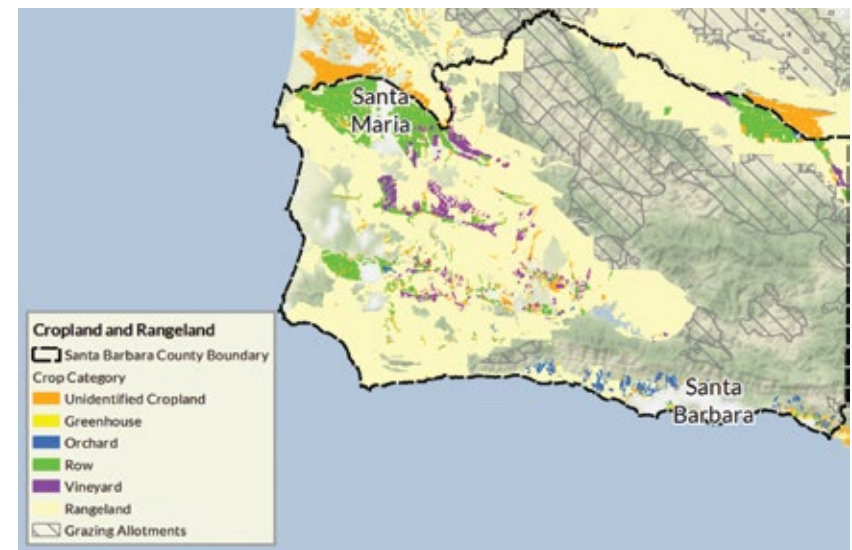 Santa
Maria
Cropland and Rangeland
Santa Barbara County Boundary
Crop Category
Unidentified Cropland
Greenhouse
Orchard
Row
Vineyard
Rangeland
Grazing Allotments
Santa
Barbara